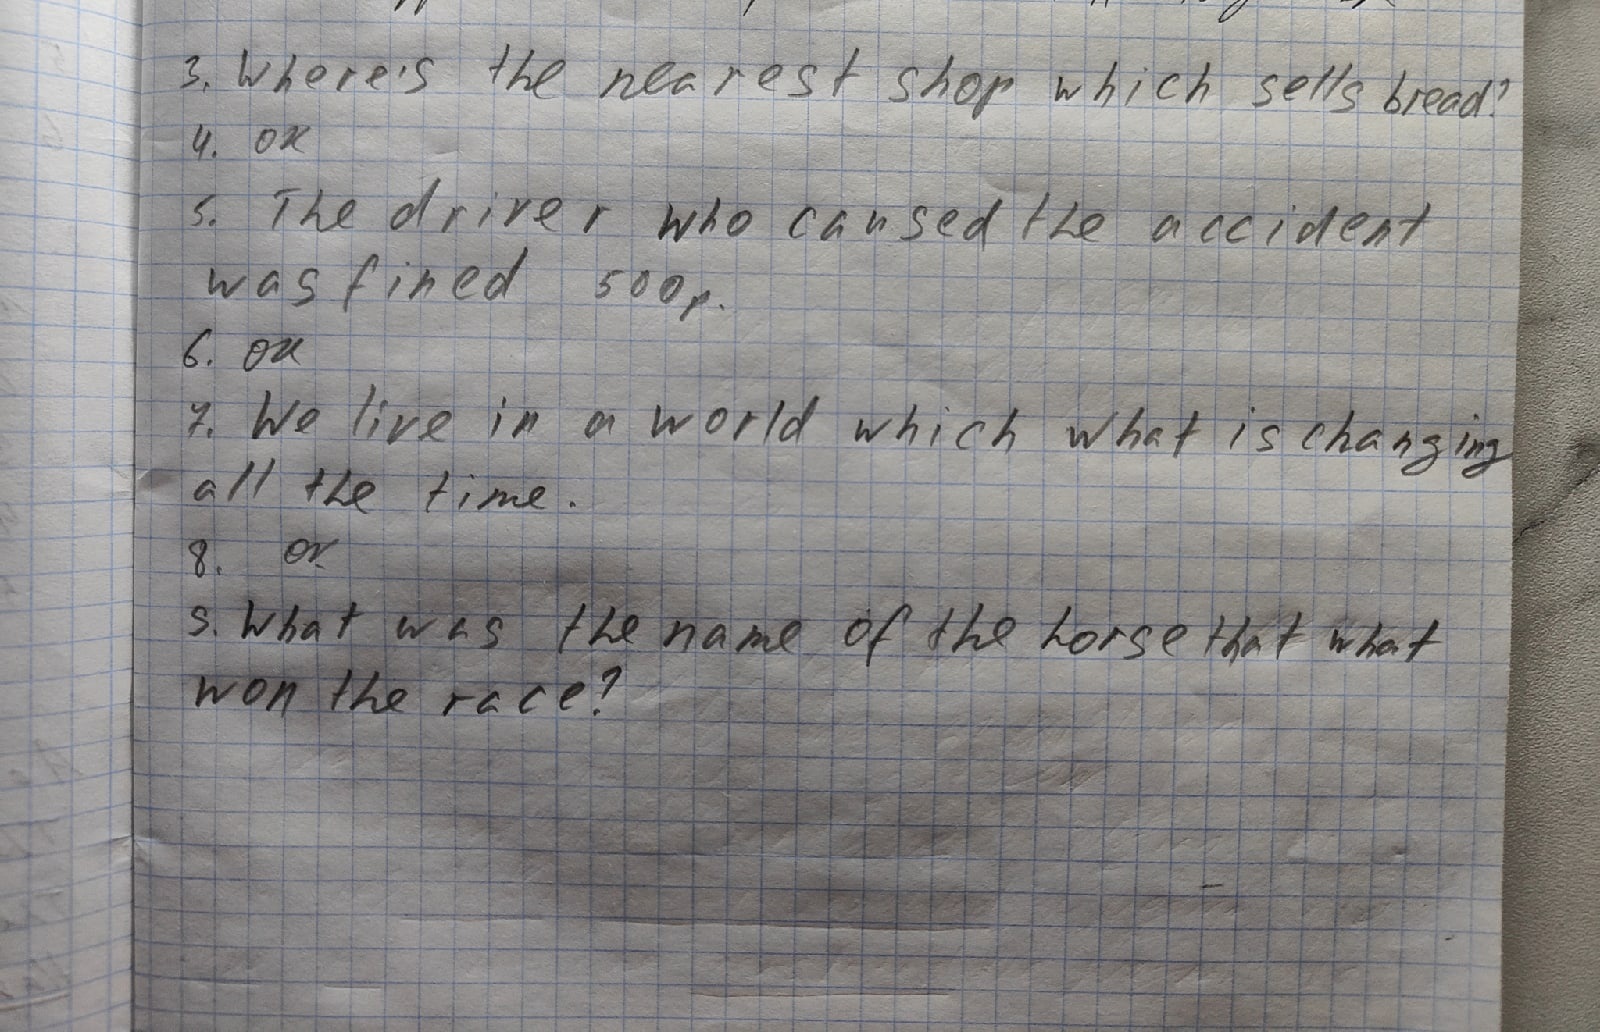 3. Where's the nearest shop which sells bread?
4. ok
5. The driver who caused the accident
was fined 500p.
6. ok
7. We live in a world which what is changing
all the time.
8. ok
9. What was the name of the horse that what
won the race?